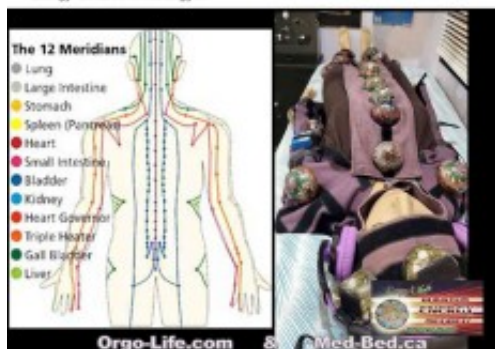 The 12 Meridians
Lung
Large Intestine
Stomach
Spleen (Pantreas)
Heart
Small Intestine
Bladder
Kidney
Heart Governor
Triple Heater
Gall Bladder
Liver
Orgo-Life.com & Med-Bed.ca